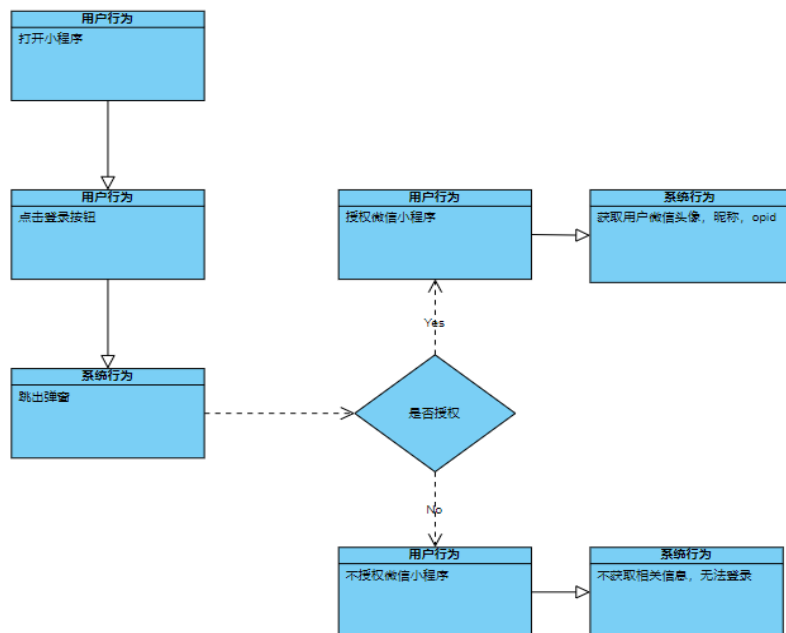 用户行为
打开小程序
用户行为
点击登录按钮
系统行为
跳出弹窗
是否授权
Yes
用户行为
授权微信小程序
系统行为
获取用户微信头像，昵称，opid
No
用户行为
不授权微信小程序
系统行为
不获取相关信息，无法登录